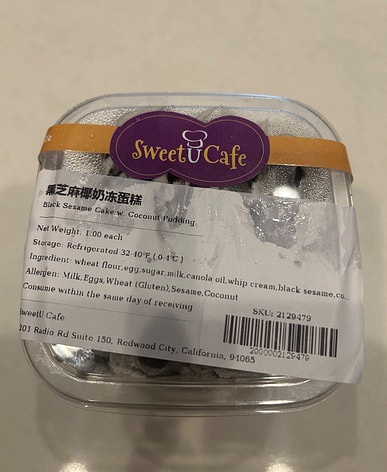 SweetU Cafe
黑芝麻椰奶冻蛋糕
Black Sesame Cake w. Coconut Pudding
Net Weight: 1.00 each
Storage: Refrigerated 32-40°F (0-4°C)
Ingredient: wheat flour,egg,sugar,milk,canola oil,whip cream,black sesame,co...
Allergen: Milk,Eggs,Wheat (Gluten),Sesame,Coconut
Consume within the same day of receiving
SKU: 2129479
SweetU Cafe
201 Radio Rd Suite 150, Redwood City, California, 94065
2000002129479